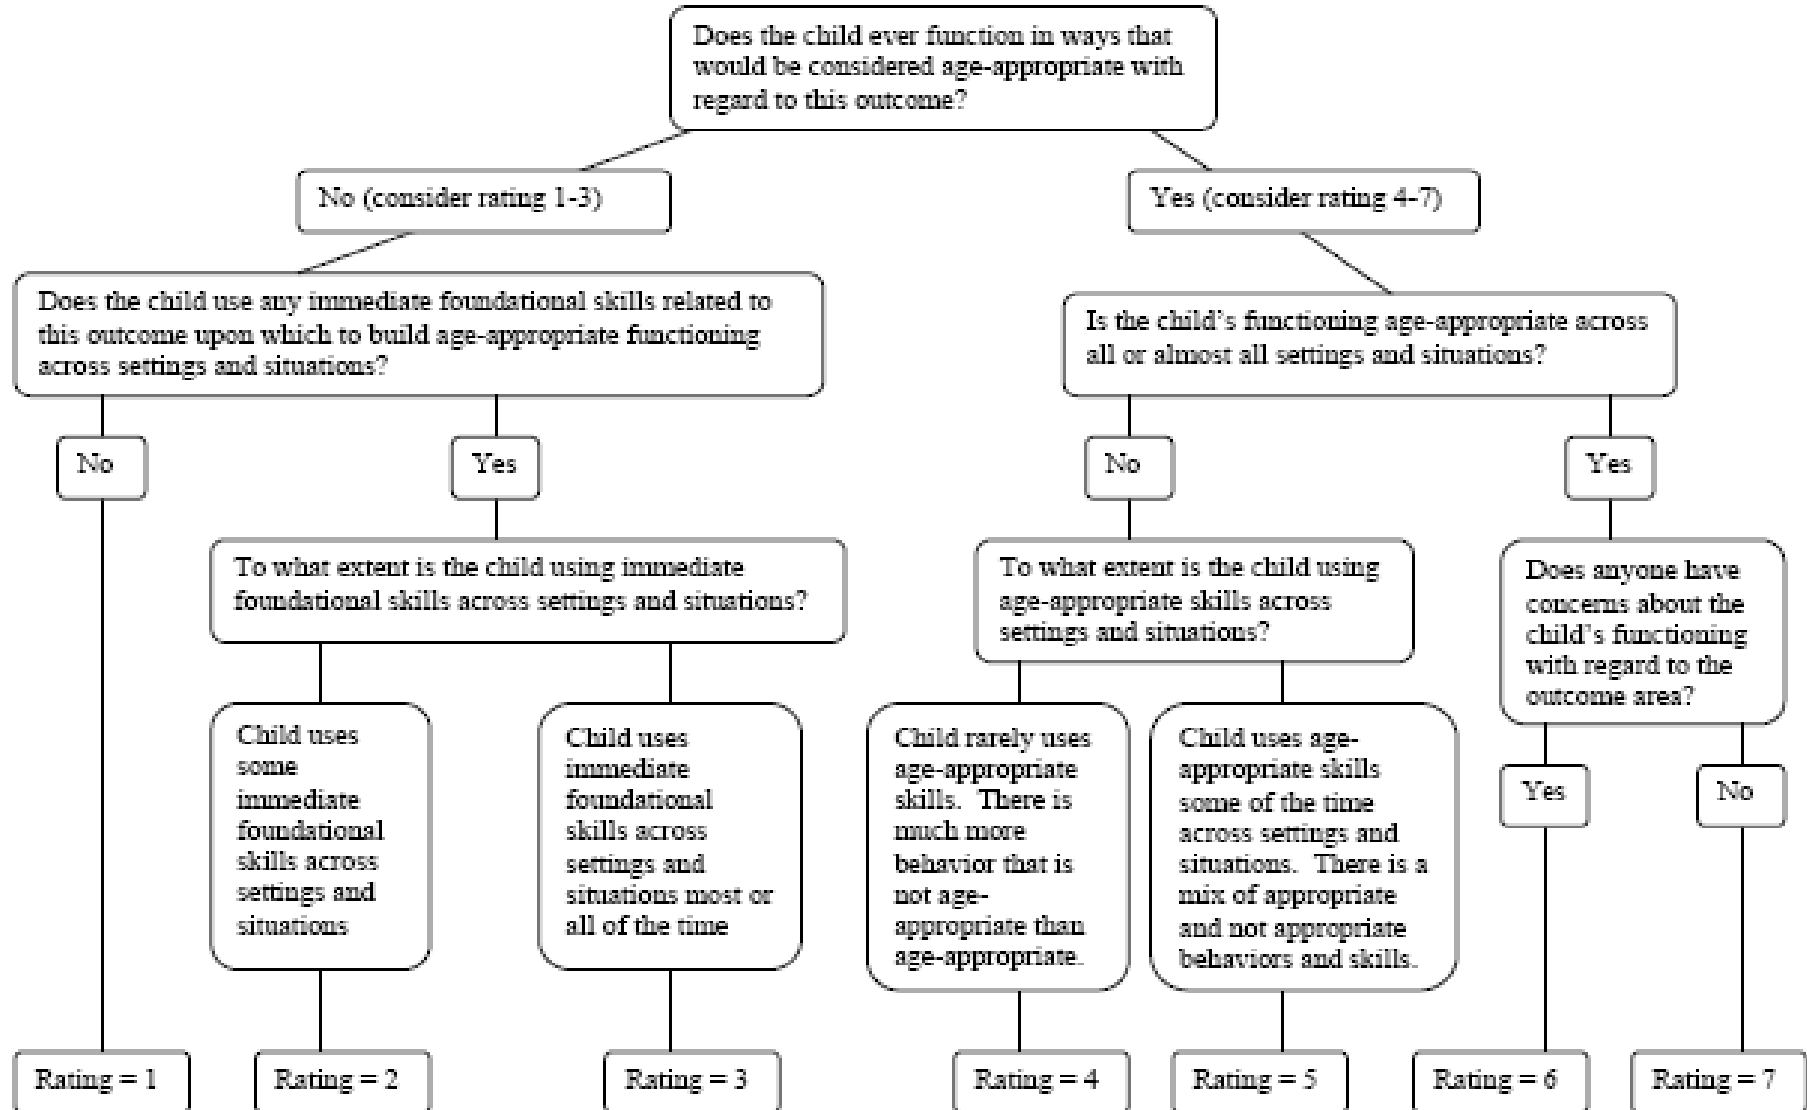 Does the child ever function in ways that
would be considered age-appropriate with
regard to this outcome?
No (consider rating 1-3)
Yes (consider rating 4-7)
Does the child use any immediate foundational skills related to
this outcome upon which to build age-appropriate functioning
across settings and situations?
Is the child's functioning age-appropriate across
all or almost all settings and situations?
No
Yes
No
Yes
To what extent is the child using immediate
foundational skills across settings and situations?
To what extent is the child using
age-appropriate skills across
settings and situations?
Does anyone have
concerns about the
child's functioning
with regard to the
outcome area?
Child uses
some
immediate
foundational
skills across
settings and
situations
Child uses
immediate
foundational
skills across
settings and
situations most or
all of the time
Child rarely uses
age-appropriate
skills.  There is
much more
behavior that is
not age-
appropriate than
age-appropriate.
Child uses age-
appropriate skills
some of the time
across settings and
situations.  There is a
mix of appropriate
and not appropriate
behaviors and skills.
Yes
No
Rating = 1
Rating = 2
Rating = 3
Rating = 4
Rating = 5
Rating = 6
Rating = 7